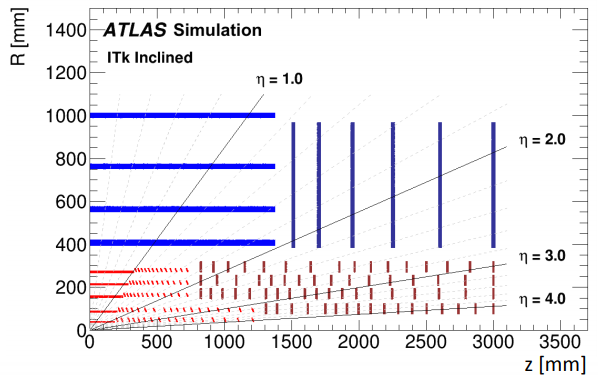 R [mm]
1400
1200
1000
800
600
400
200
0
ATLAS Simulation
ITk Inclined
η = 1.0
η = 2.0
η = 3.0
η = 4.0
0 500 1000 1500 2000 2500 3000 3500
z [mm]